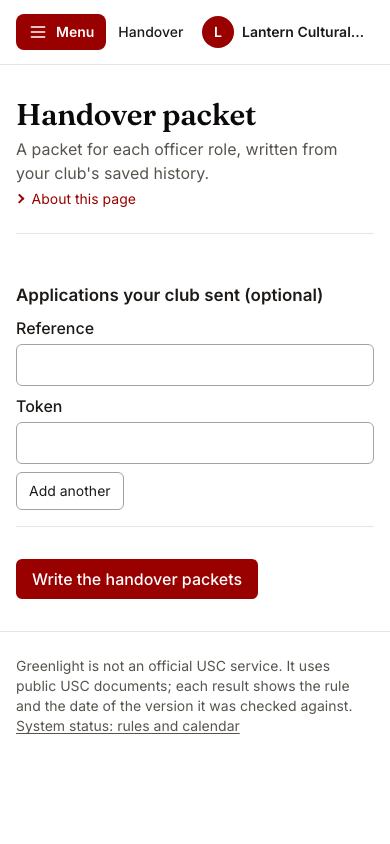 Menu
Handover
L
Lantern Cultural...
Handover packet
A packet for each officer role, written from
your club's saved history.
About this page
Applications your club sent (optional)
Reference
Token
Add another
Write the handover packets
Greenlight is not an official USC service. It uses
public USC documents; each result shows the rule
and the date of the version it was checked against.
System status: rules and calendar